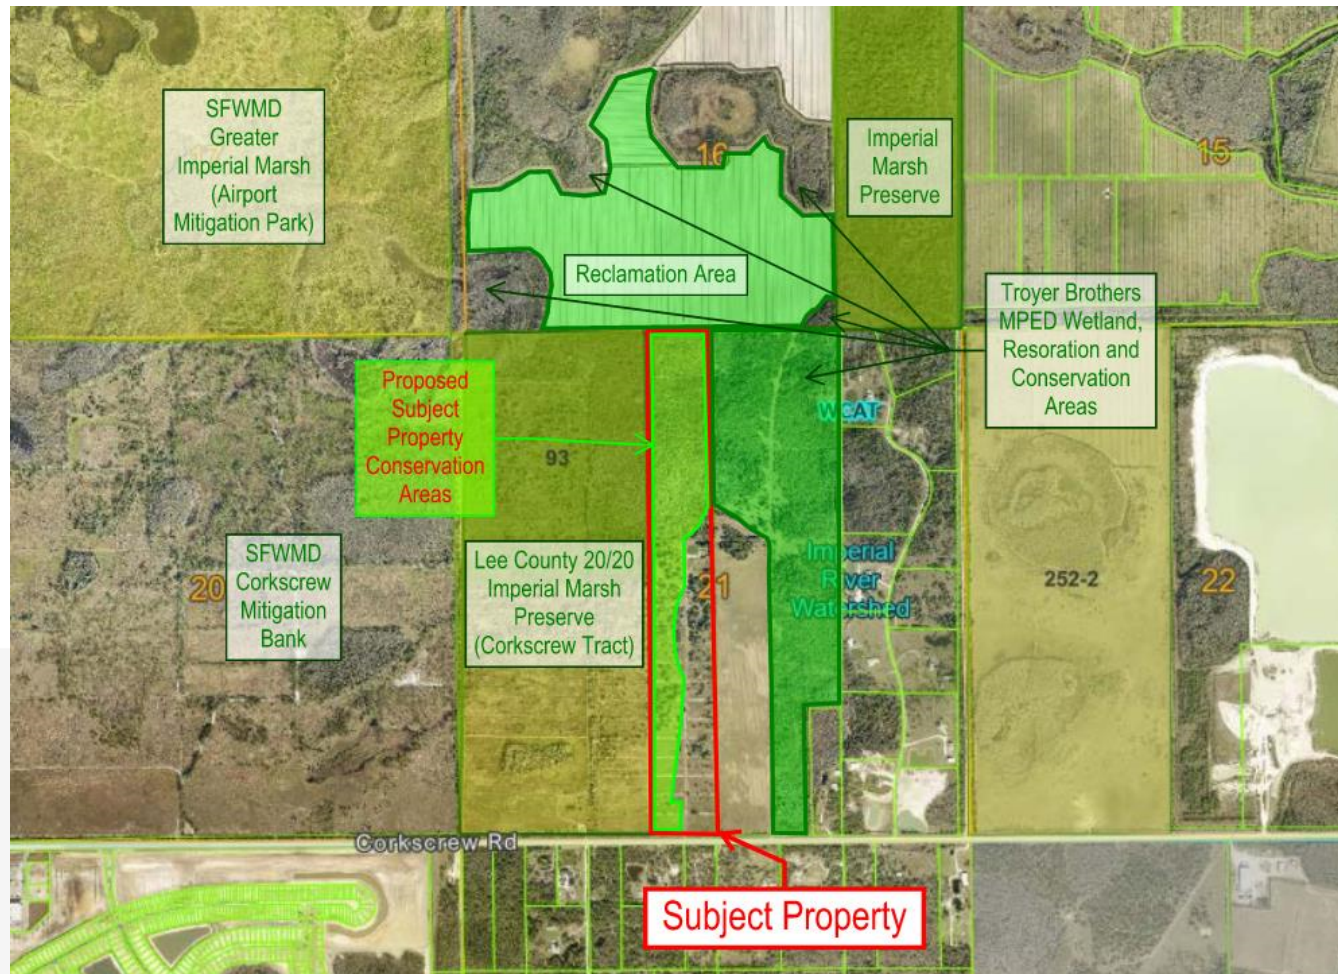 SFWMD
Greater
Imperial Marsh
(Airport
Mitigation Park)
16
Imperial
Marsh
Preserve
15
Reclamation Area
Troyer Brothers
MPED Wetland,
Resoration and
Conservation
Areas
Proposed
Subject
Property
Conservation
Areas
93
WCAT
SFWMD
Corkscrew
Mitigation
Bank
20
Lee County 20/20
Imperial Marsh
Preserve
(Corkscrew Tract)
21
Imperial
River
Watershed
252-2
22
Corkscrew Rd
Subject Property